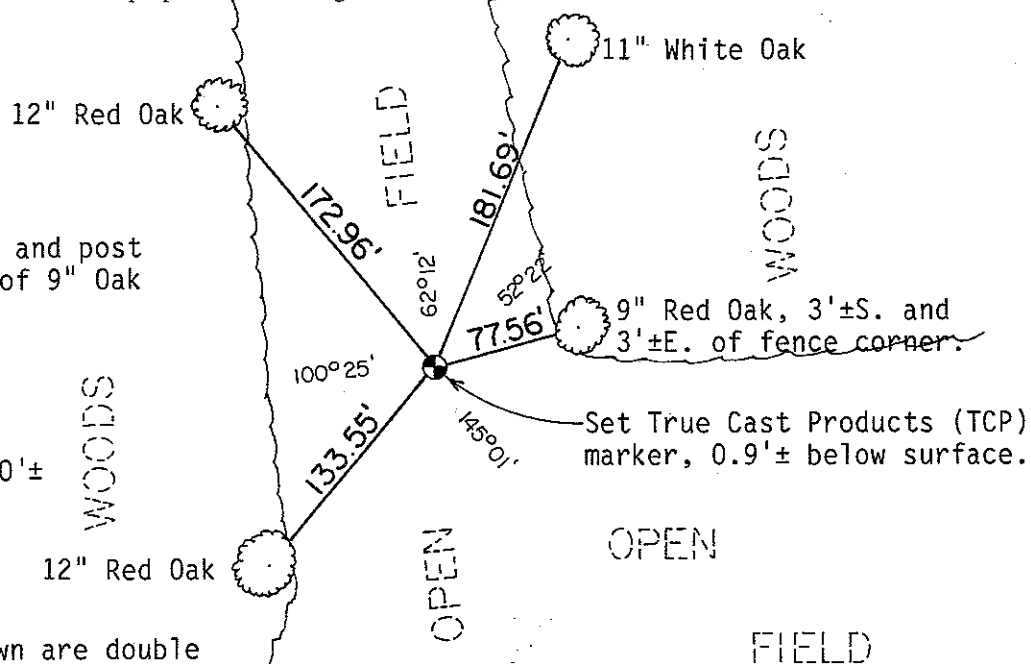 11" White Oak
12" Red Oak
FIELD
WOODS
172.96'
181.69'
and post
of 9" Oak
62°12'
77.56'
9" Red Oak, 3'±S. and
3'±E. of fence corner.
100°25'
145°01'
133.55'
Set True Cast Products (TCP)
marker, 0.9'± below surface.
WOODS
0'±
12" Red Oak
OPEN
OPEN
wn are double
FIELD